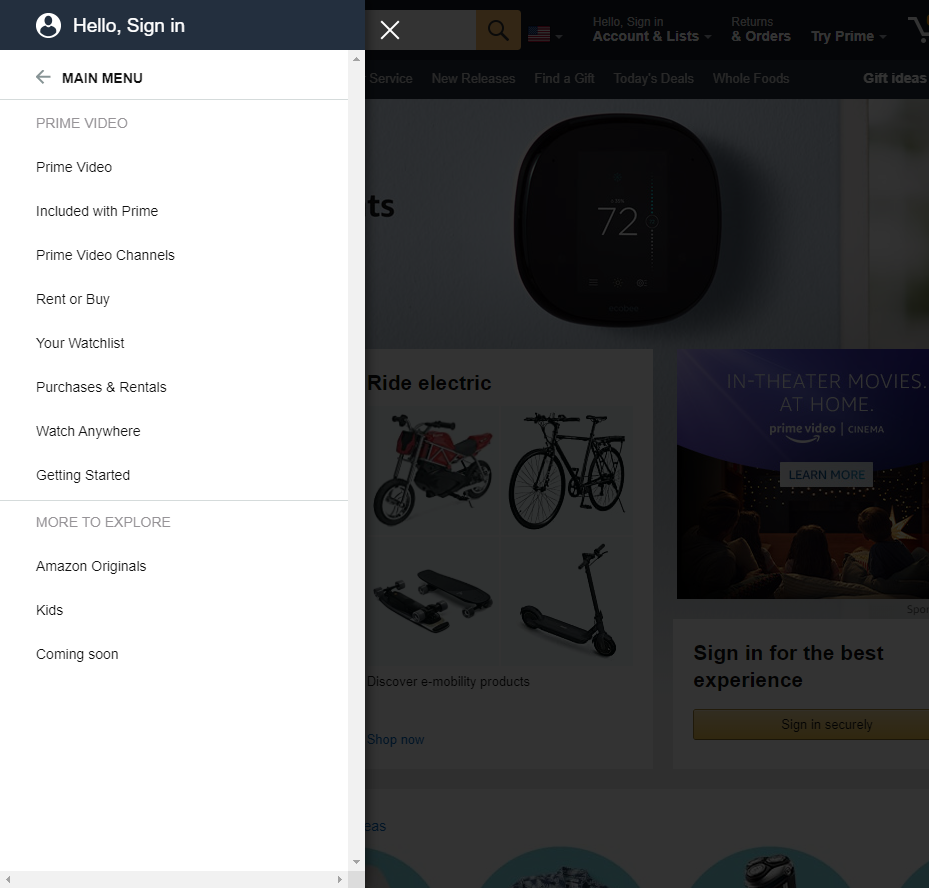 Hello, Sign in
MAIN MENU
PRIME VIDEO
Prime Video
Included with Prime
Prime Video Channels
Rent or Buy
Your Watchlist
Purchases & Rentals
Watch Anywhere
Getting Started
MORE TO EXPLORE
Amazon Originals
Kids
Coming soon
Hello, Sign in
Account & Lists
Returns
& Orders
Try Prime
Service New Releases Find a Gift Today's Deals Whole Foods Gift ideas
ts
72
Ride electric
Discover e-mobility products
Shop now
IN-THEATER MOVIES.
AT HOME.
prime video | CINEMA
LEARN MORE
Spo
Sign in for the best
experience
Sign in securely
eas